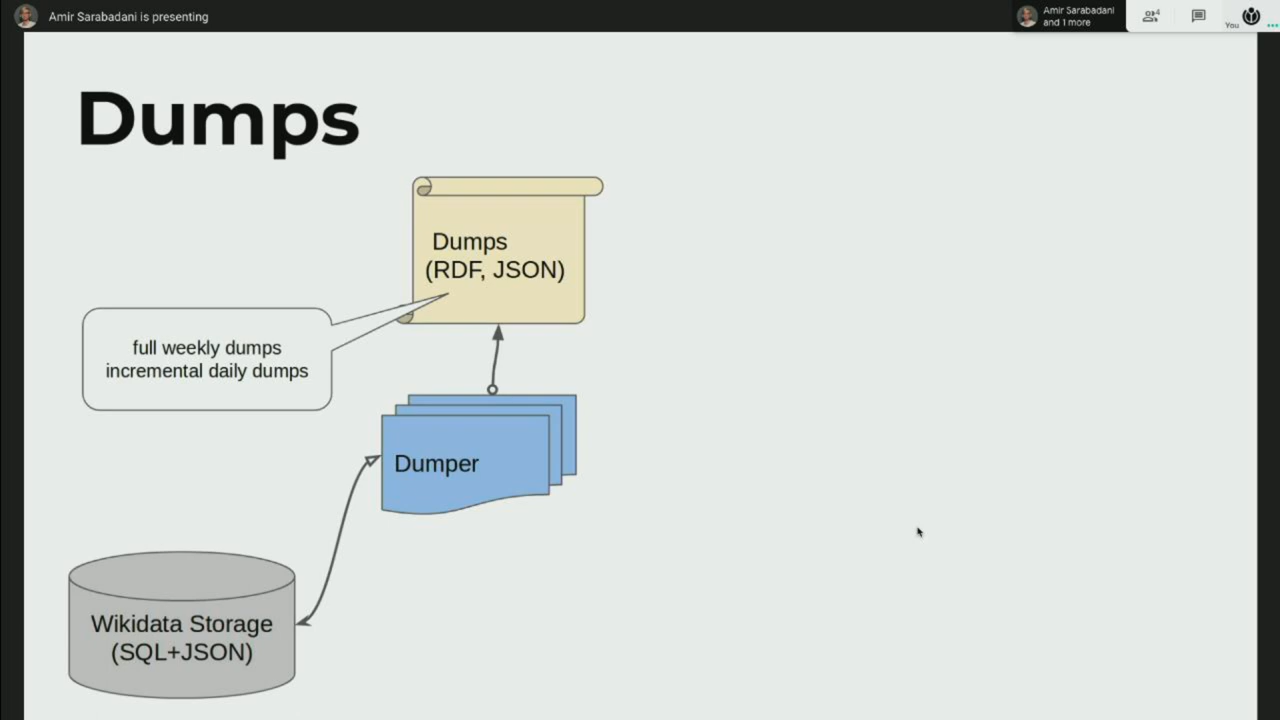 Amir Sarabadani is presenting
Amir Sarabadani
and 1 more
4
You
Dumps
Dumps
(RDF, JSON)
full weekly dumps
incremental daily dumps
Dumper
Wikidata Storage
(SQL+JSON)